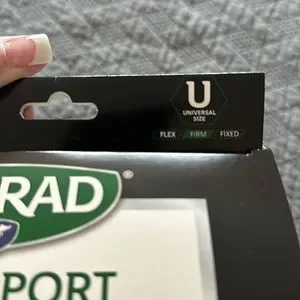 U
UNIVERSAL
SIZE
FLEX FIRM FIXED
RAD®
PORT